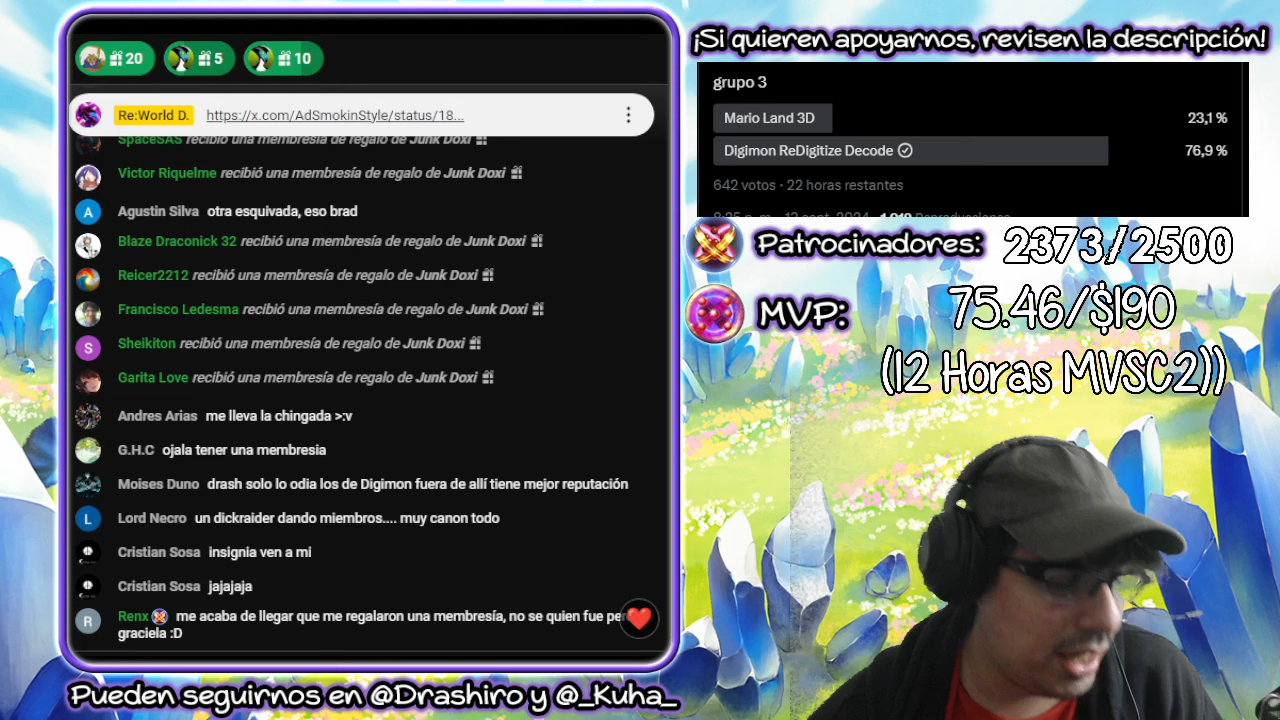 ¡Si quieren apoyarnos, revisen la descripción!
20
5
10
Re:World D. https://x.com/AdSmokinStyle/status/18...
SpaceSAS recibió una membresía de regalo de Junk Doxi
Victor Riquelme recibió una membresía de regalo de Junk Doxi
A Agustin Silva otra esquivada, eso brad
Blaze Draconick 32 recibió una membresía de regalo de Junk Doxi
Reicer2212 recibió una membresía de regalo de Junk Doxi
Francisco Ledesma recibió una membresía de regalo de Junk Doxi
S Sheikiton recibió una membresía de regalo de Junk Doxi
Garita Love recibió una membresía de regalo de Junk Doxi
Andres Arias me lleva la chingada >:v
G.H.C ojala tener una membresia
Moises Duno drash solo lo odia los de Digimon fuera de allí tiene mejor reputación
L Lord Necro un dickraider dando miembros.... muy canon todo
Cristian Sosa insignia ven a mi
Cristian Sosa jajajaja
R Renx me acaba de llegar que me regalaron una membresía, no se quien fue per
graciela :D
grupo 3
Mario Land 3D 23,1 %
Digimon ReDigitize Decode 76,9 %
642 votos · 22 horas restantes
8:25 p. m. · 12 sept. 2024 · 1.919 Reproducciones
Patrocinadores: 2373/2500
MVP: 75.46/$190
(12 Horas MVSC2))
Pueden seguirnos en @Drashiro y @_Kuha_